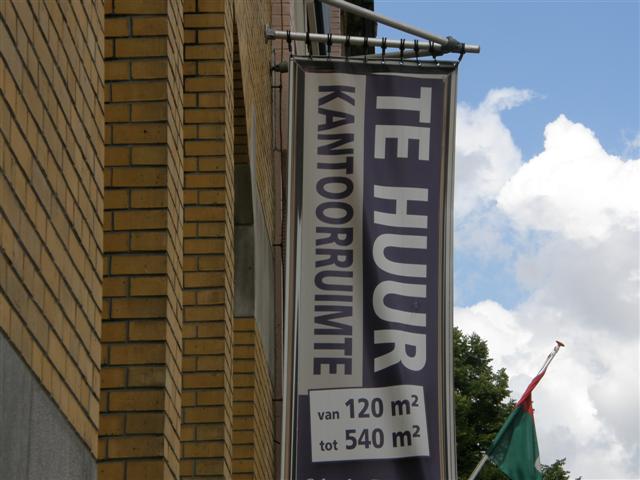 TE HUUR
KANTOORRUIMTE
van 120 m²
tot 540 m²